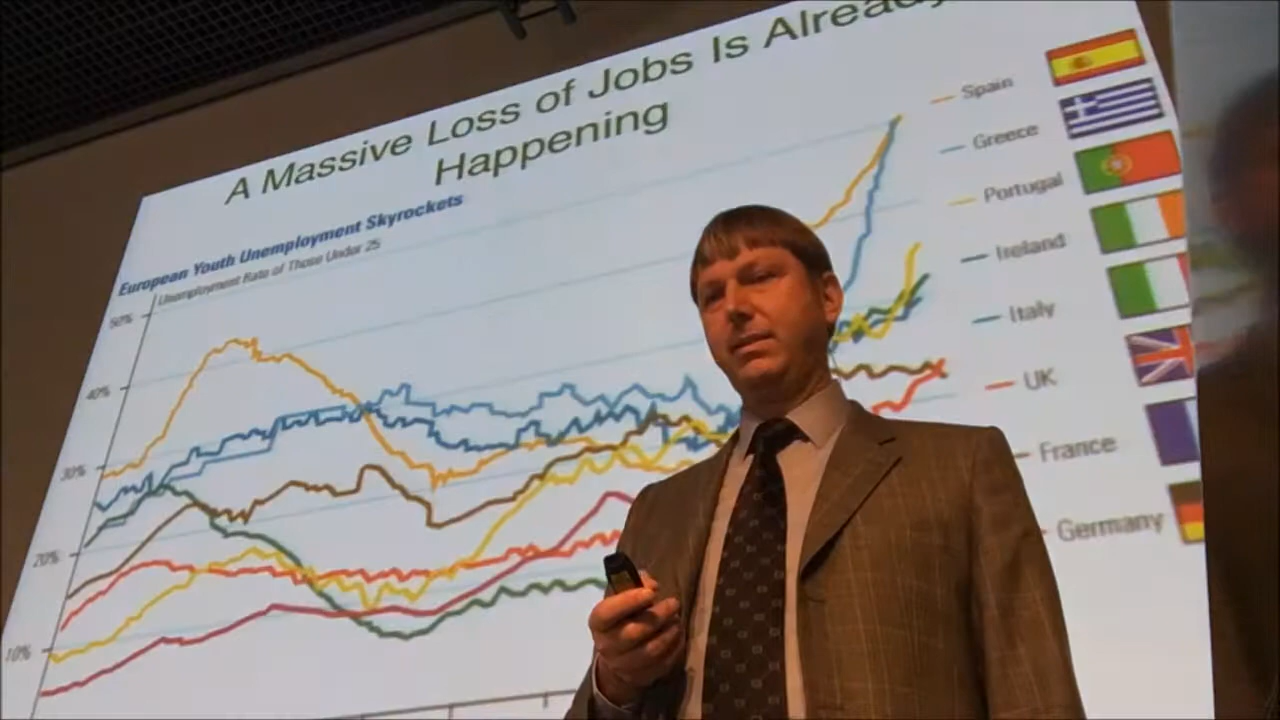 A Massive Loss of Jobs Is Already
Happening
European Youth Unemployment Skyrockets
Unemployment Rate of Those Under 25
50%
40%
30%
20%
10%
Spain
Greece
Portugal
Ireland
Italy
UK
France
Germany